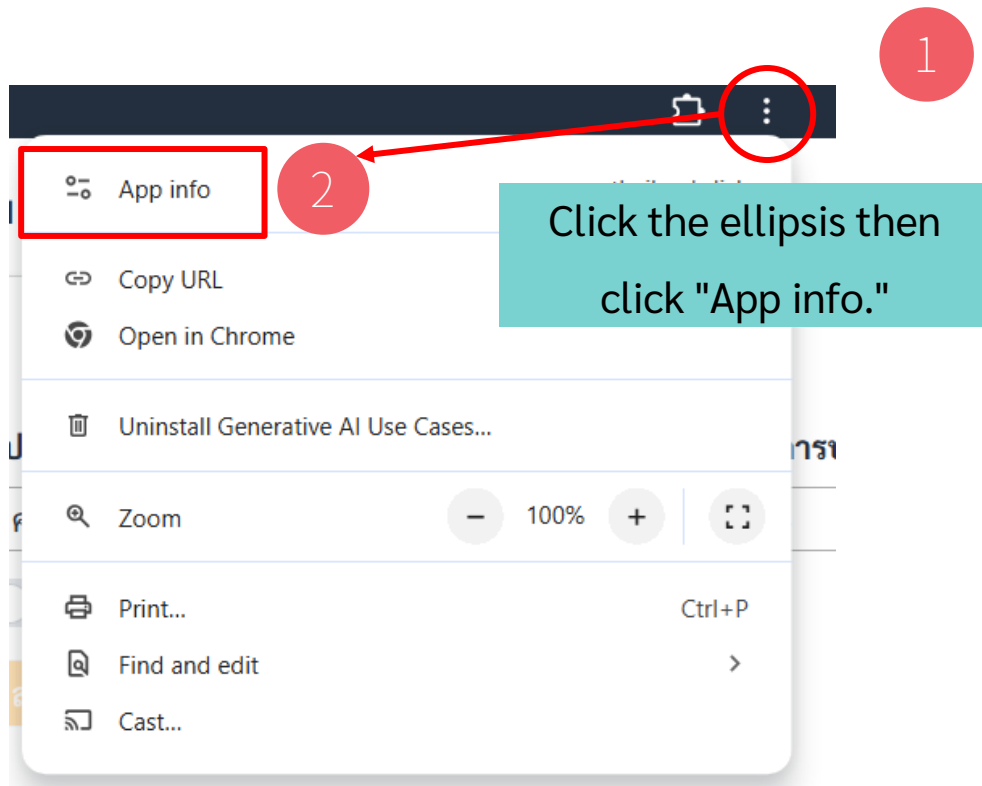 1
App info
2
Click the ellipsis then
click "App info."
Copy URL
Open in Chrome
Uninstall Generative AI Use Cases...
Zoom
100%
Print...
Ctrl+P
Find and edit
Cast...